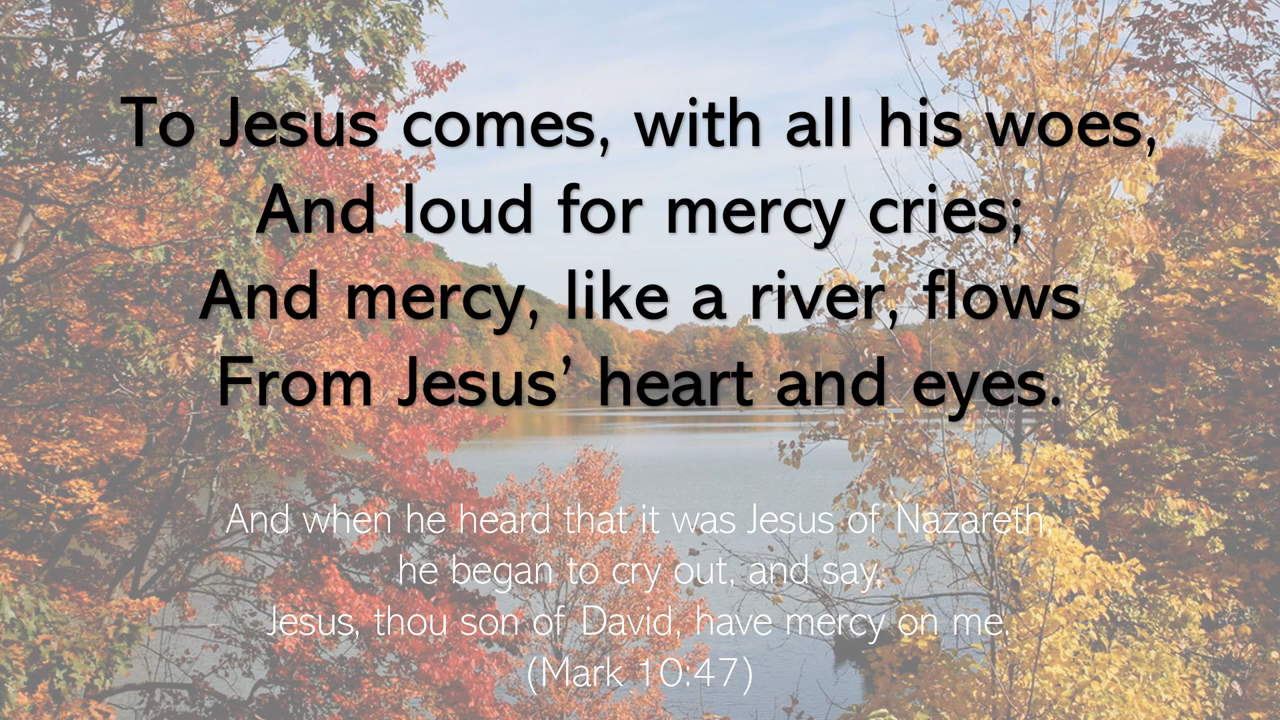 To Jesus comes, with all his woes,
And loud for mercy cries;
And mercy, like a river, flows
From Jesus’ heart and eyes.
And when he heard that it was Jesus of Nazareth,
he began to cry out, and say,
Jesus, thou son of David, have mercy on me.
(Mark 10:47)